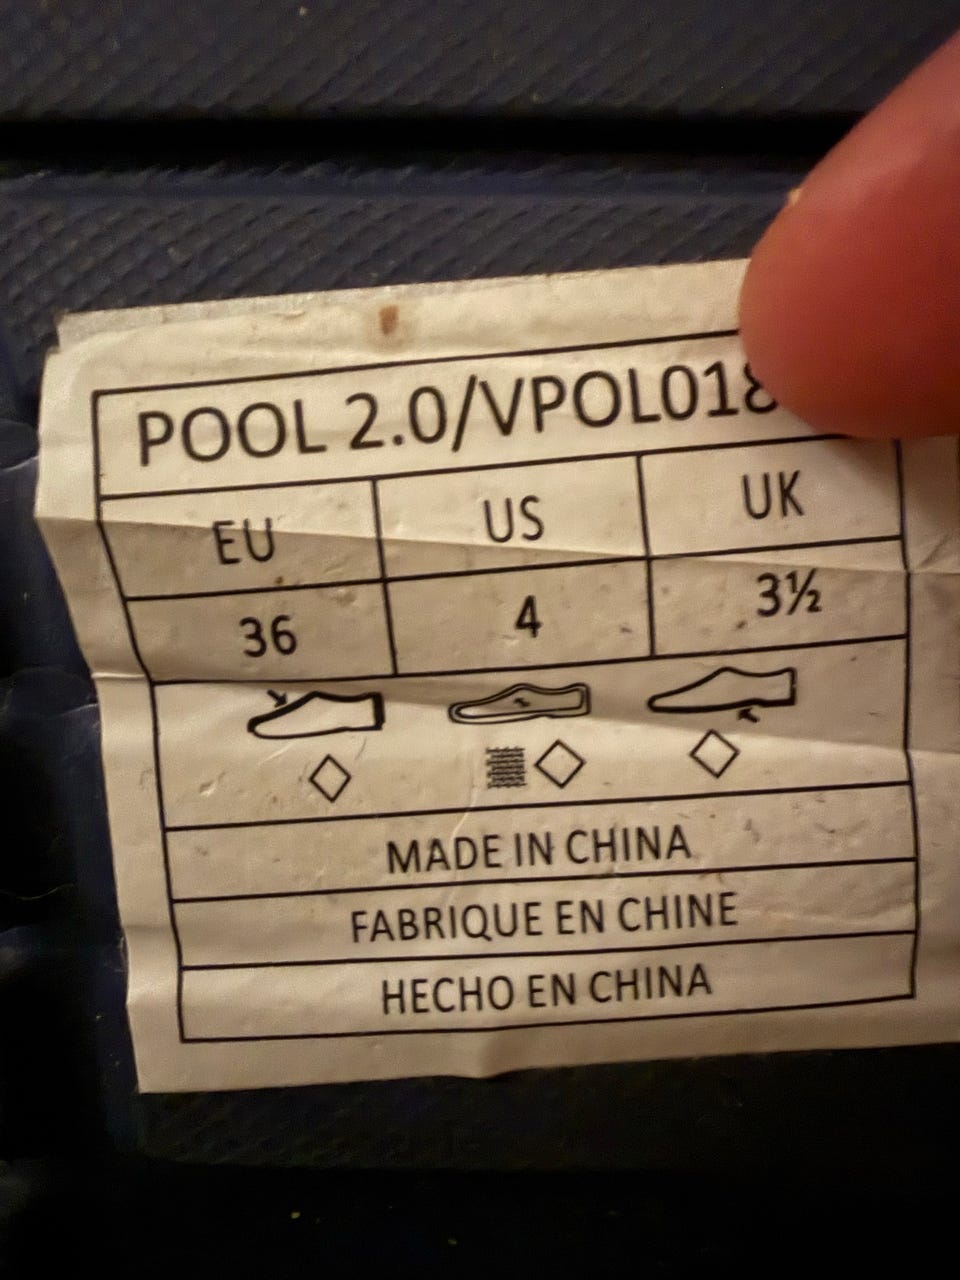 POOL 2.0/VPOL018
EU US UK
36 4 3½
MADE IN CHINA
FABRIQUE EN CHINE
HECHO EN CHINA